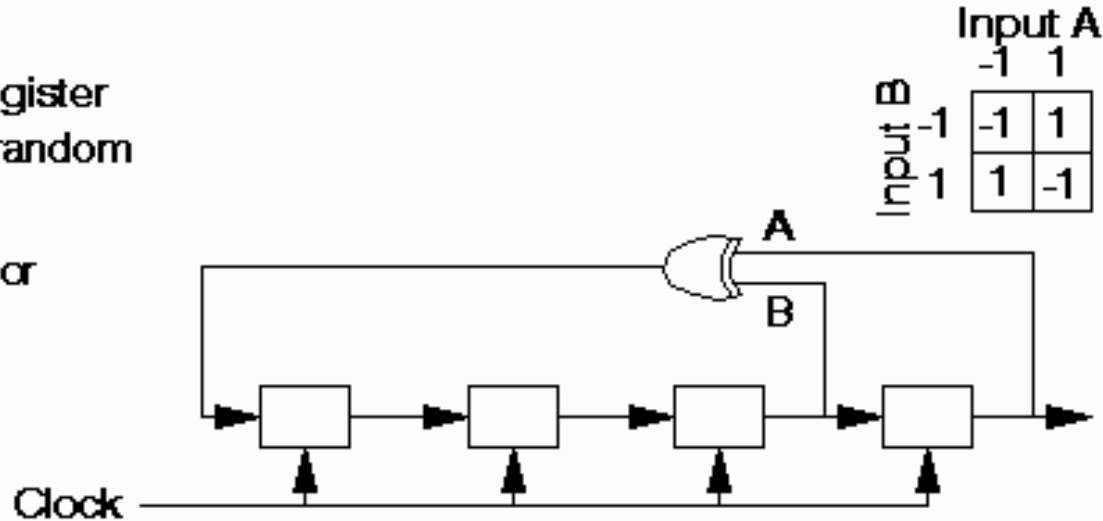 Input A
-1 1
gister
Input B
-1 -1 1
random
1 1 -1
A
or
B
Clock